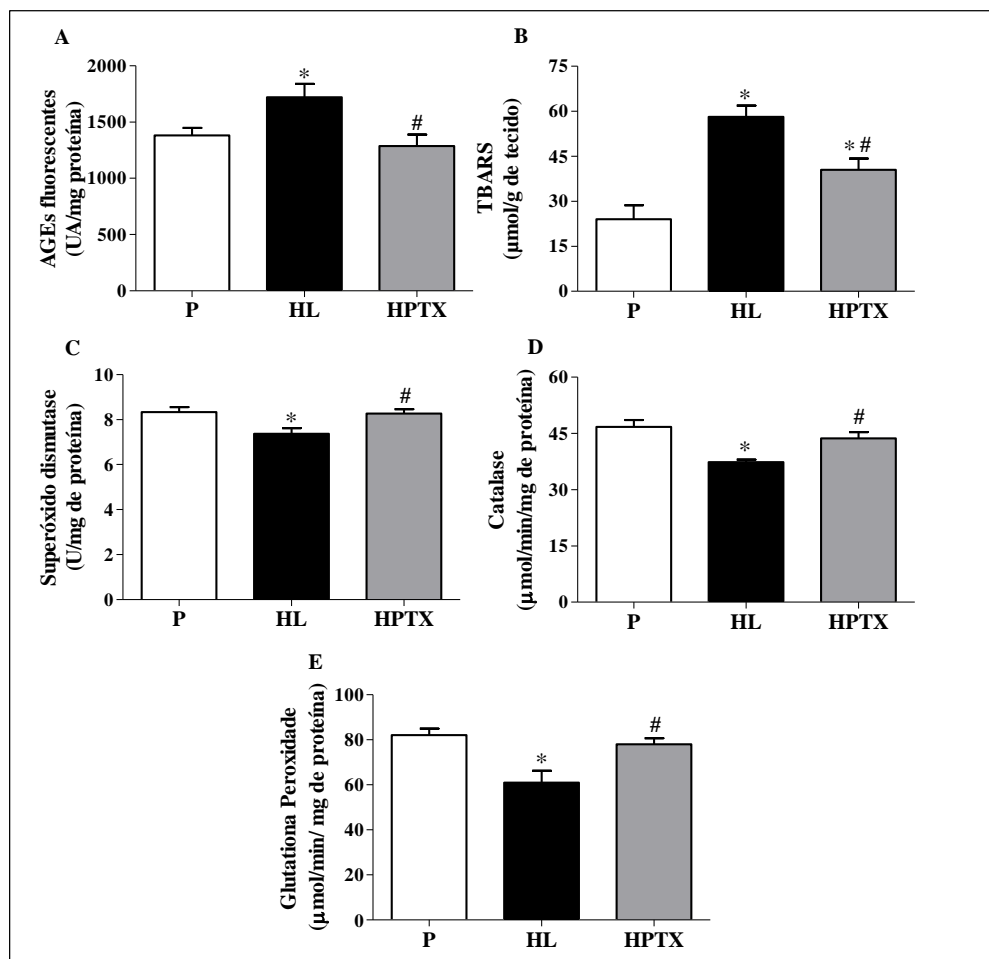 A
AGEs fluorescentes
(UA/mg proteína)
2000
1500
1000
500
0
*
#
P HL HPTX
B
TBARS
(µmol/g de tecido)
75
60
45
30
15
0
*
* #
P HL HPTX
C
Superóxido dismutase
(U/mg de proteína)
10
8
6
4
2
0
*
#
P HL HPTX
D
Catalase
(µmol/min/mg de proteína)
60
45
30
15
0
*
#
P HL HPTX
E
Glutationa Peroxidade
(µmol/min/ mg de proteína)
100
80
60
40
20
0
*
#
P HL HPTX